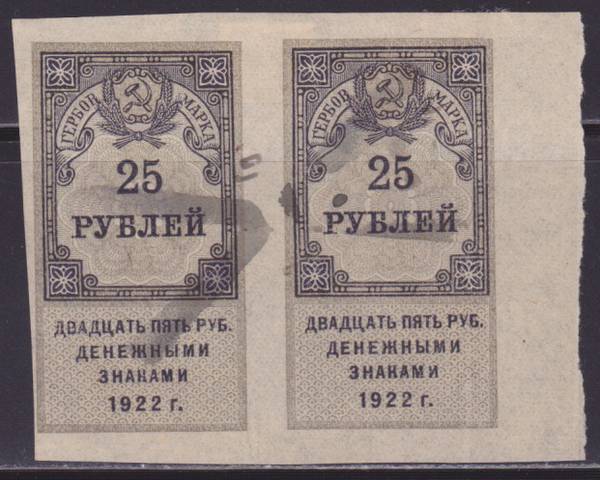 ГЕРБОВ. МАРКА
25
РУБЛЕЙ
ДВАДЦАТЬ ПЯТЬ РУБ.
ДЕНЕЖНЫМИ
ЗНАКАМИ
1922 г.
ГЕРБОВ. МАРКА
25
РУБЛЕЙ
ДВАДЦАТЬ ПЯТЬ РУБ.
ДЕНЕЖНЫМИ
ЗНАКАМИ
1922 г.